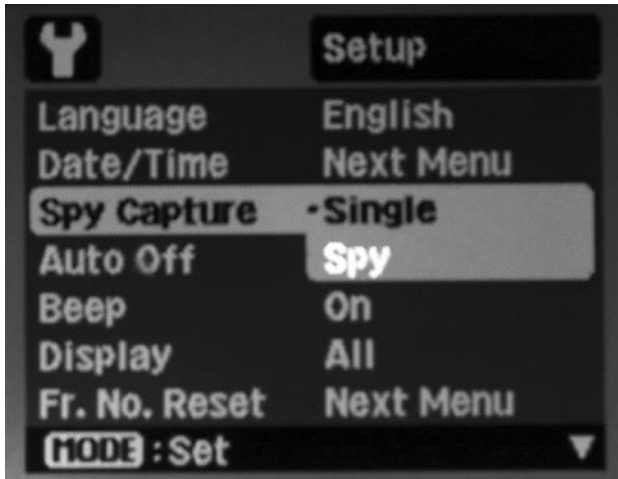 Setup
Language English
Date/Time Next Menu
Spy Capture ·Single
Auto Off Spy
Beep On
Display All
Fr. No. Reset Next Menu
MODE :Set